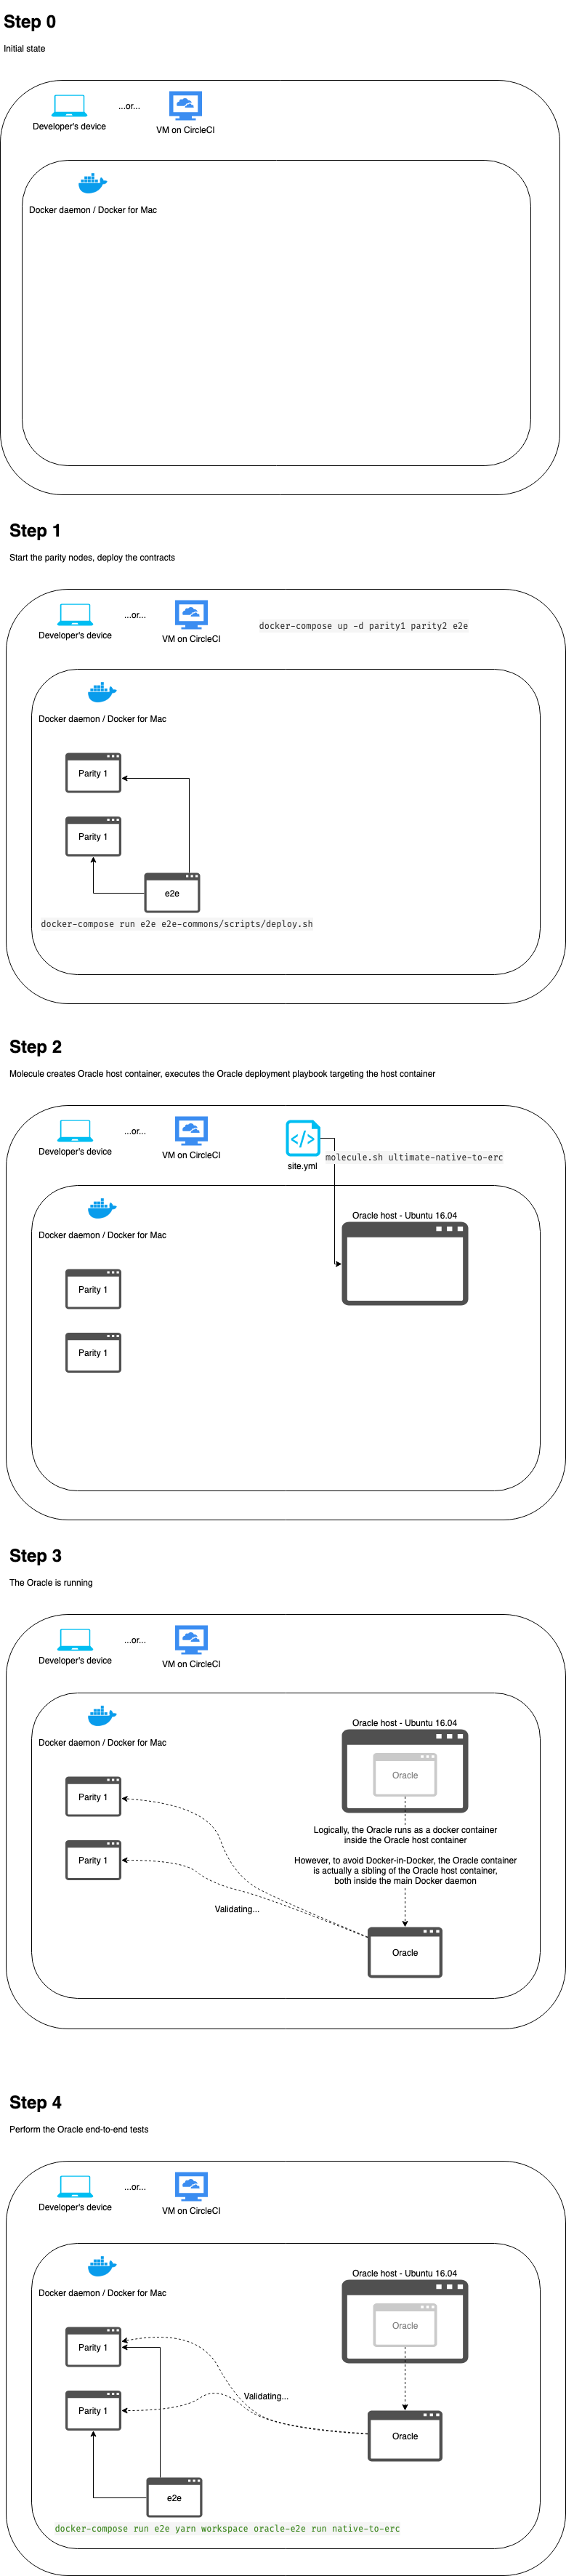 Step 0
Initial state
...or...
Developer's device
VM on CircleCI
Docker daemon / Docker for Mac
Step 1
Start the parity nodes, deploy the contracts
...or...
docker-compose up -d parity1 parity2 e2e
Developer's device
VM on CircleCI
Docker daemon / Docker for Mac
Parity 1
Parity 1
e2e
docker-compose run e2e e2e-commons/scripts/deploy.sh
Step 2
Molecule creates Oracle host container, executes the Oracle deployment playbook targeting the host container
...or...
Developer's device
VM on CircleCI
site.yml
molecule.sh ultimate-native-to-erc
Docker daemon / Docker for Mac
Oracle host - Ubuntu 16.04
Parity 1
Parity 1
Step 3
The Oracle is running
...or...
Developer's device
VM on CircleCI
Docker daemon / Docker for Mac
Oracle host - Ubuntu 16.04
Oracle
Parity 1
Parity 1
Logically, the Oracle runs as a docker container
inside the Oracle host container
However, to avoid Docker-in-Docker, the Oracle container
is actually a sibling of the Oracle host container,
both inside the main Docker daemon
Validating...
Oracle
Step 4
Perform the Oracle end-to-end tests
...or...
Developer's device
VM on CircleCI
Docker daemon / Docker for Mac
Oracle host - Ubuntu 16.04
Oracle
Parity 1
Parity 1
Validating...
Oracle
e2e
docker-compose run e2e yarn workspace oracle-e2e run native-to-erc